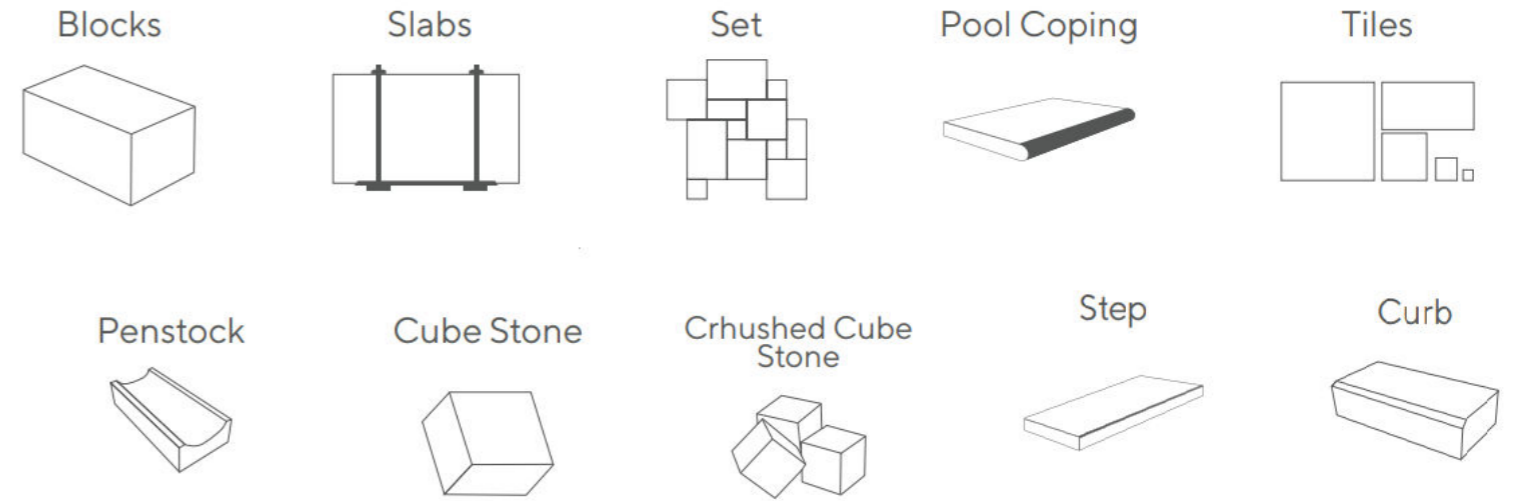 Blocks
Slabs
Set
Pool Coping
Tiles
Penstock
Cube Stone
Crhushed Cube
Stone
Step
Curb